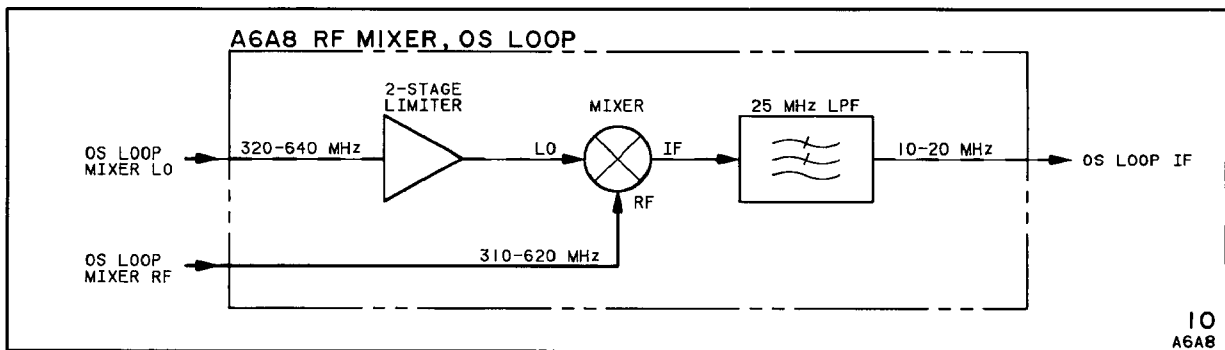 A6A8 RF MIXER, OS LOOP
2-STAGE
LIMITER
MIXER
25 MHz LPF
OS LOOP
MIXER LO
320-640 MHz
LO
IF
10-20 MHz
OS LOOP IF
RF
OS LOOP
MIXER RF
310-620 MHz
10
A6A8